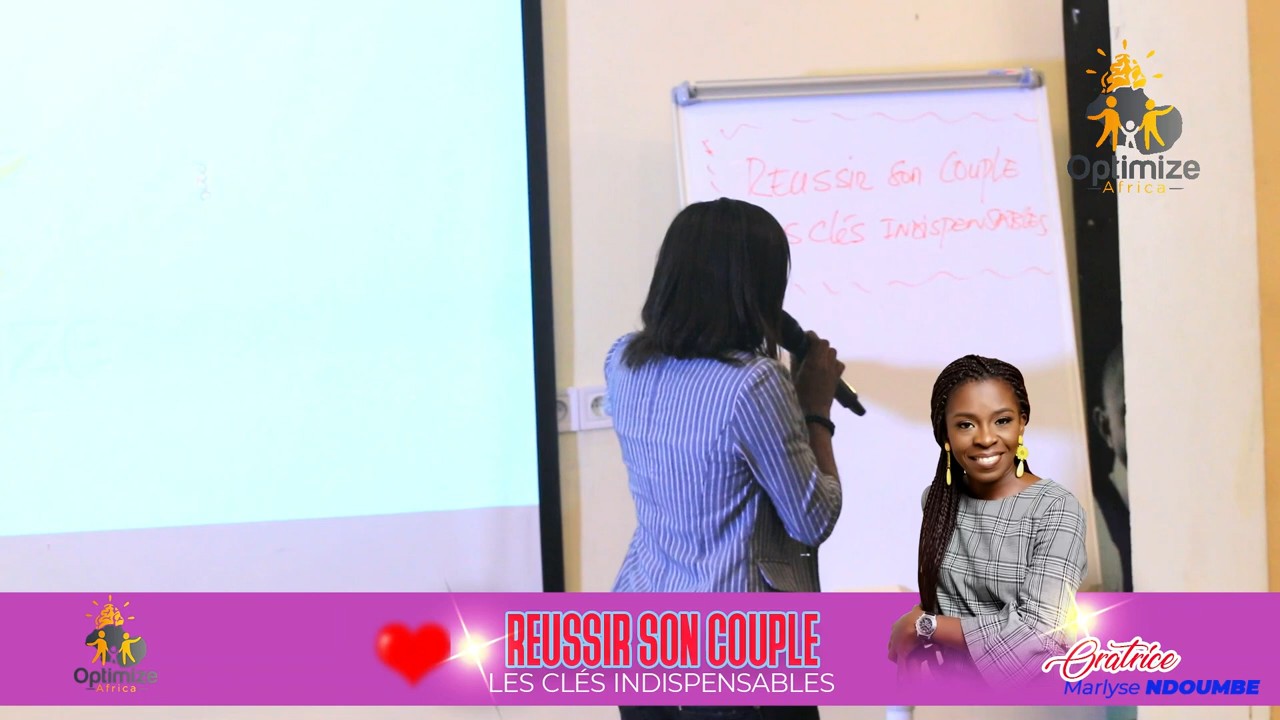 REUSSIR SON COUPLE
s Clés INDISPENSABLES
Optimize
Africa
Optimize
Africa
REUSSIR SON COUPLE
LES CLÉS INDISPENSABLES
Oratrice
Marlyse NDOUMBE